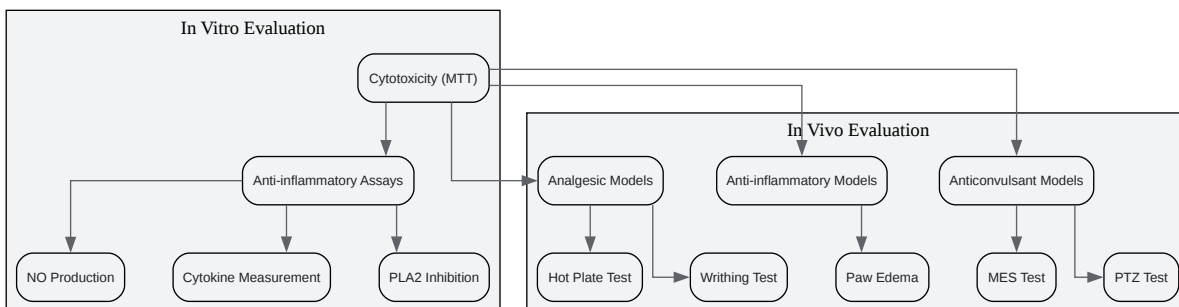 In Vitro Evaluation
Cytotoxicity (MTT)
In Vivo Evaluation
Anti-inflammatory Assays
Analgesic Models
Anti-inflammatory Models
Anticonvulsant Models
NO Production
Cytokine Measurement
PLA2 Inhibition
Hot Plate Test
Writhing Test
Paw Edema
MES Test
PTZ Test